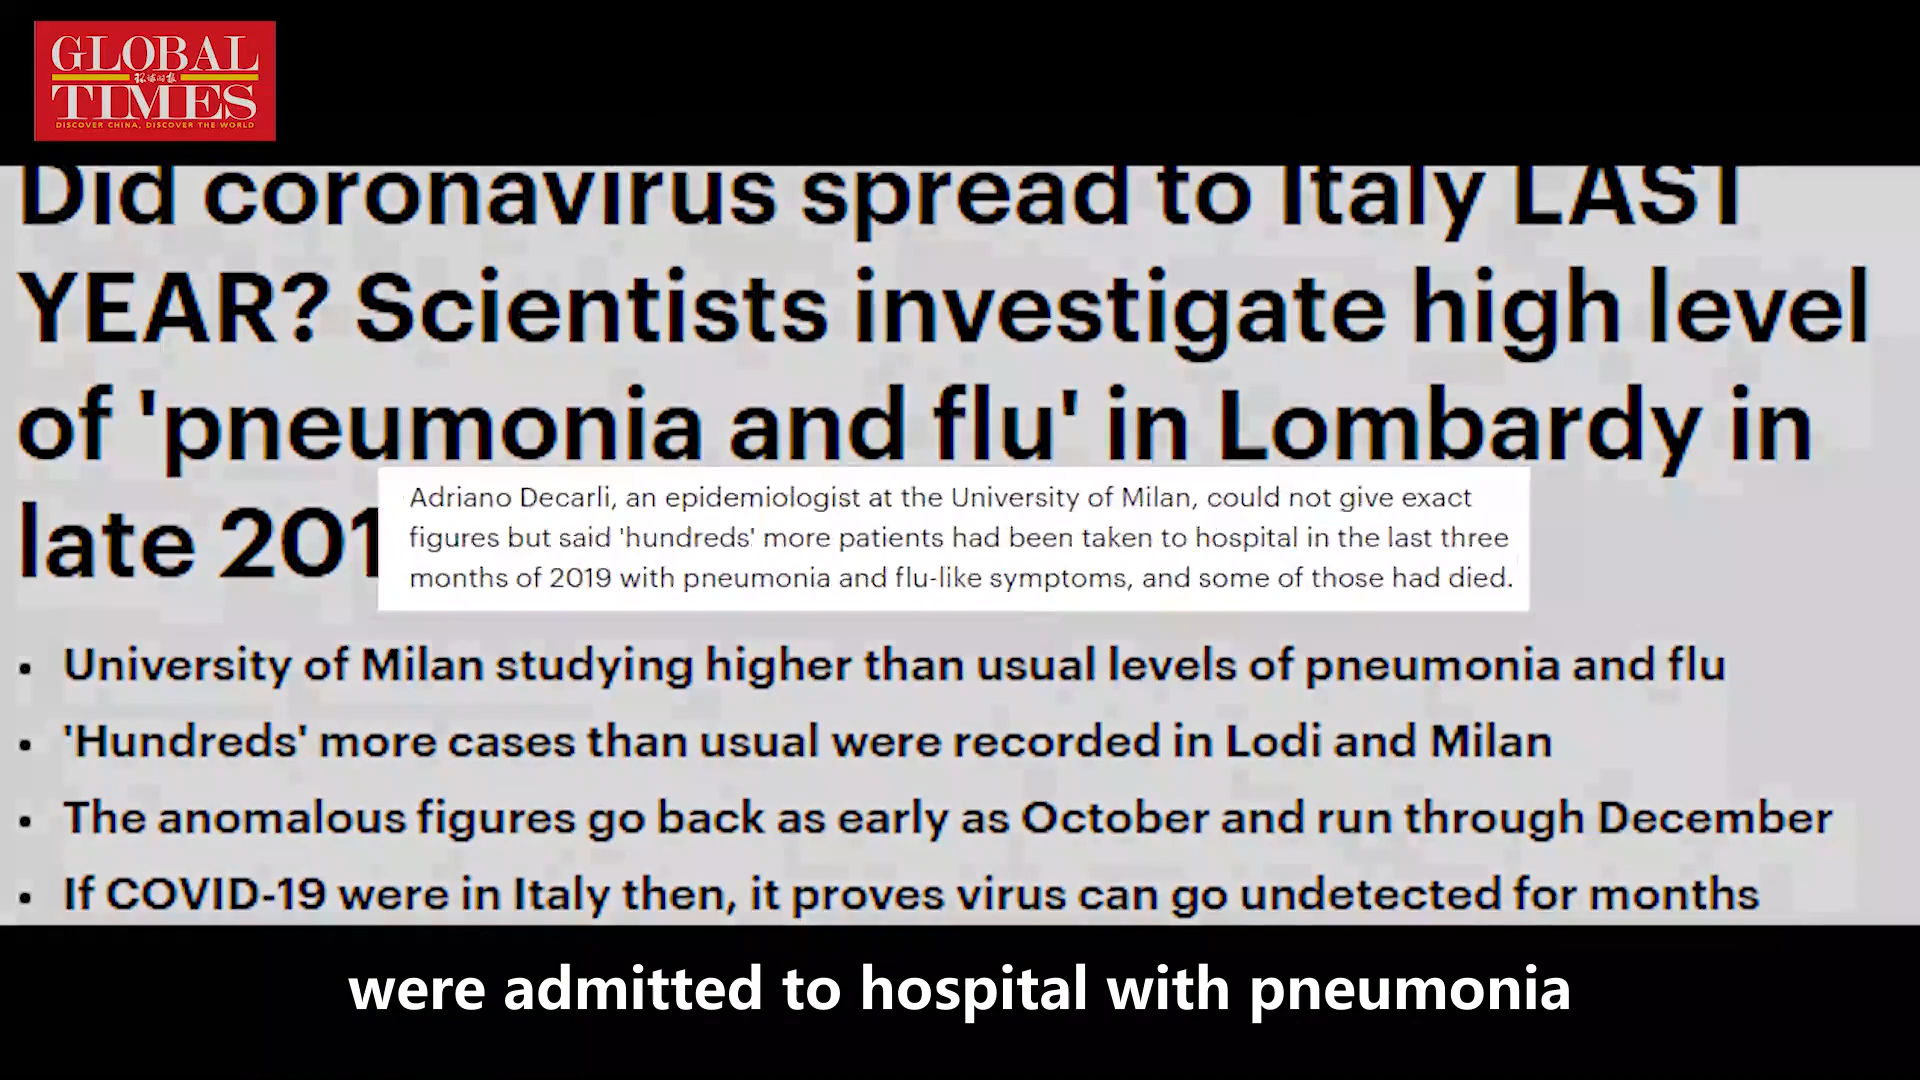 GLOBAL
环球时报
TIMES
DISCOVER CHINA, DISCOVER THE WORLD
Did coronavirus spread to Italy LAST
YEAR? Scientists investigate high level
of 'pneumonia and flu' in Lombardy in
late 201
Adriano Decarli, an epidemiologist at the University of Milan, could not give exact
figures but said 'hundreds' more patients had been taken to hospital in the last three
months of 2019 with pneumonia and flu-like symptoms, and some of those had died.
• University of Milan studying higher than usual levels of pneumonia and flu
• 'Hundreds' more cases than usual were recorded in Lodi and Milan
• The anomalous figures go back as early as October and run through December
• If COVID-19 were in Italy then, it proves virus can go undetected for months
were admitted to hospital with pneumonia